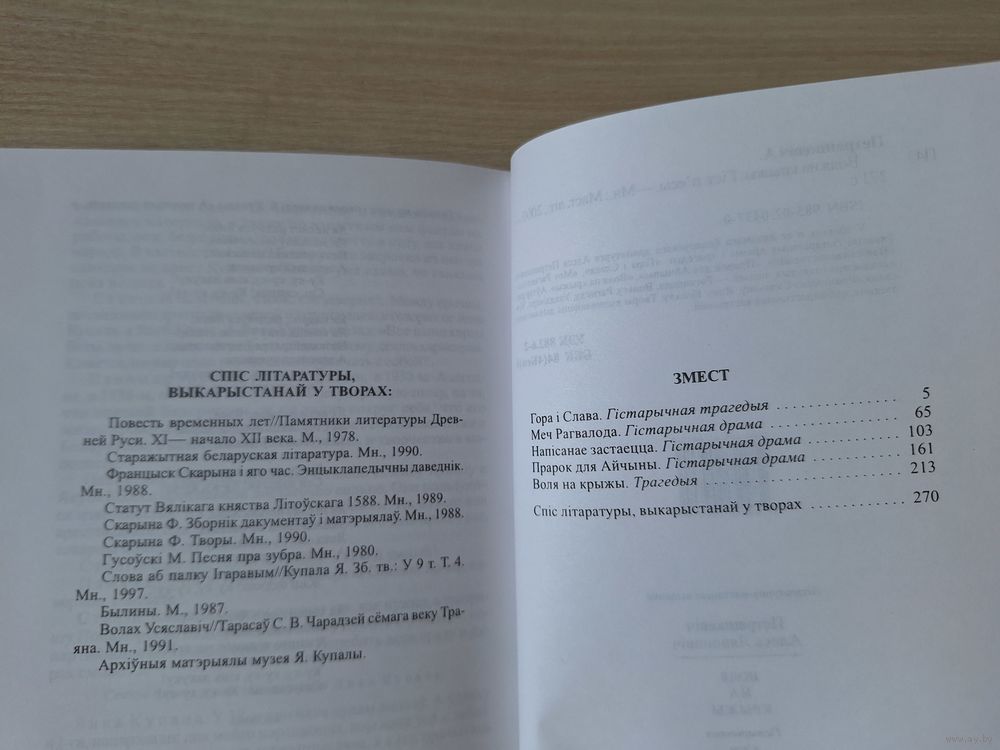 СПІС ЛІТАРАТУРЫ,
ВЫКАРЫСТАНАЙ У ТВОРАХ:
Повесть временных лет//Памятники литературы Древ-
ней Руси. XI— начало XII века. М., 1978.
Старажытная беларуская літаратура. Мн., 1990.
Францыск Скарына і яго час. Энцыклапедычны даведнік.
Мн., 1988.
Статут Вялікага княства Літоўскага 1588. Мн., 1989.
Скарына Ф. Зборнік дакументаў і матэрыялаў. Мн., 1988.
Скарына Ф. Творы. Мн., 1990.
Гусоўскі М. Песня пра зубра. Мн., 1980.
Слова аб палку Ігаравым//Купала Я. Зб. тв.: У 9 т. Т. 4.
Мн., 1997.
Былины. М., 1987.
Волах Усяславіч//Тарасаў С. В. Чарадзей сёмага веку Тра-
яна. Мн., 1991.
Архіўныя матэрыялы музея Я. Купалы.
ЗМЕСТ
Гора і Слава. Гістарычная трагедыя . . . . . . . . . . . . 5
Меч Рагвалода. Гістарычная драма . . . . . . . . . . . . 65
Напісанае застаецца. Гістарычная драма . . . . . . . . . 103
Прарок для Айчыны. Гістарычная драма . . . . . . . . . 161
Воля на крыжы. Трагедыя . . . . . . . . . . . . . . . . . . 213
Спіс літаратуры, выкарыстанай у творах . . . . . . . . . 270
www.ay.by